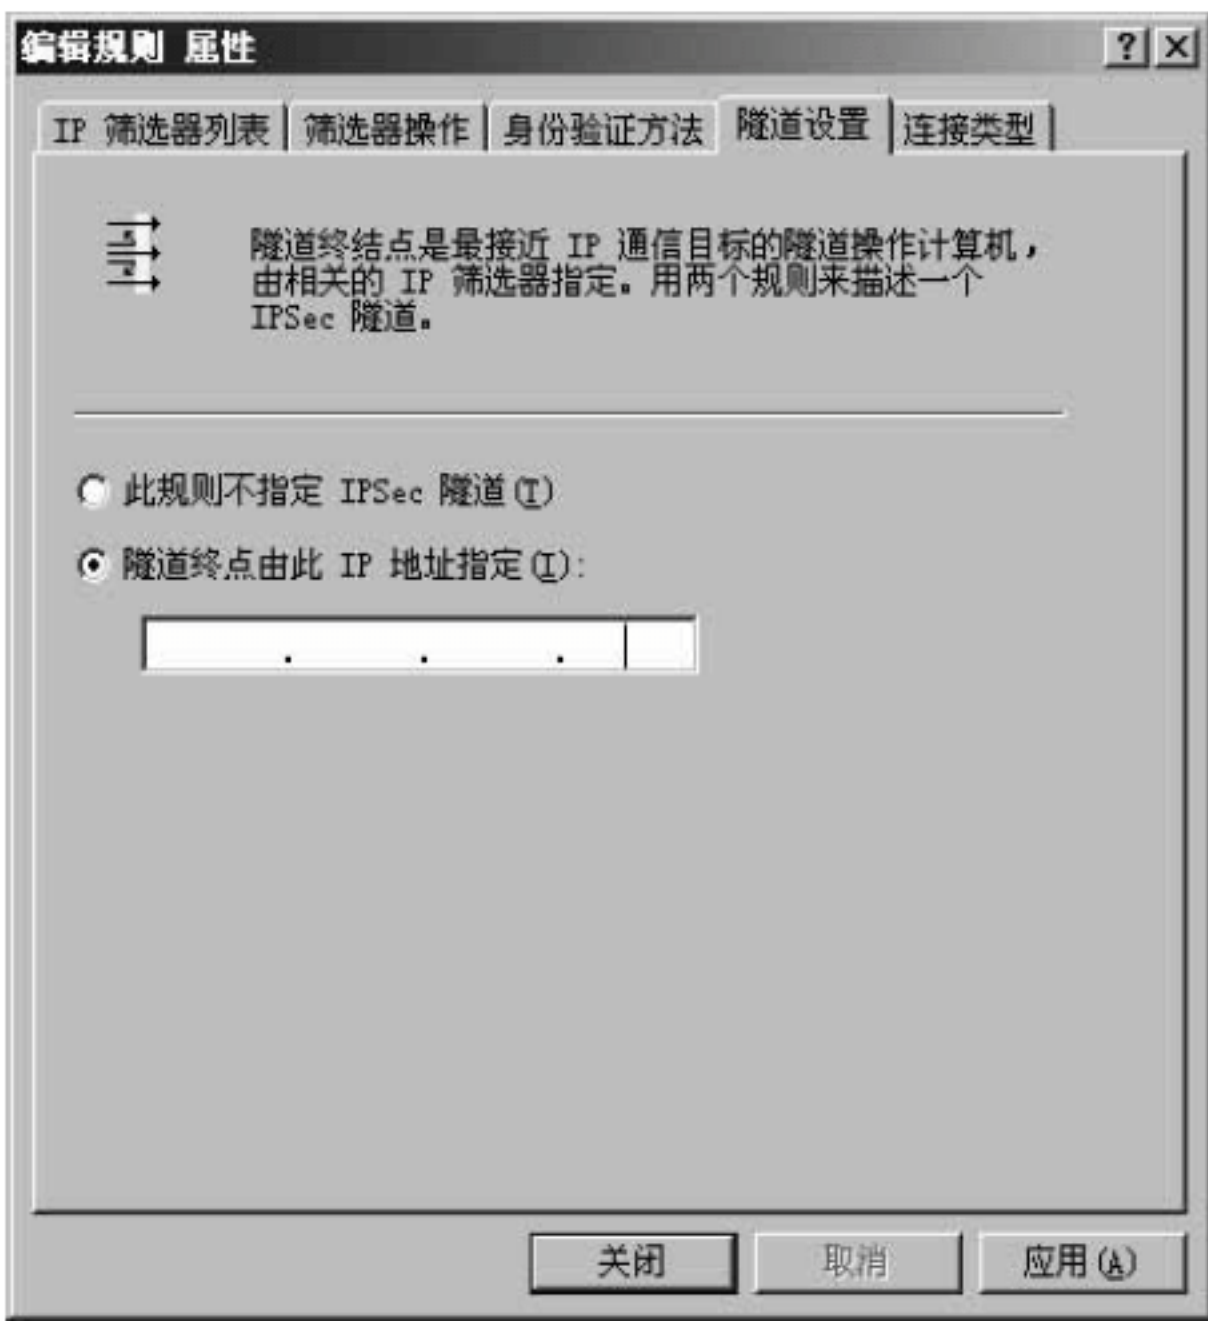 编辑规则 属性
IP 筛选器列表 筛选器操作 身份验证方法 隧道设置 连接类型
隧道终结点是最接近 IP 通信目标的隧道操作计算机，
由相关的 IP 筛选器指定。用两个规则来描述一个
IPSec 隧道。
此规则不指定 IPSec 隧道(T)
隧道终点由此 IP 地址指定(I):
. . .
关闭 取消 应用(A)